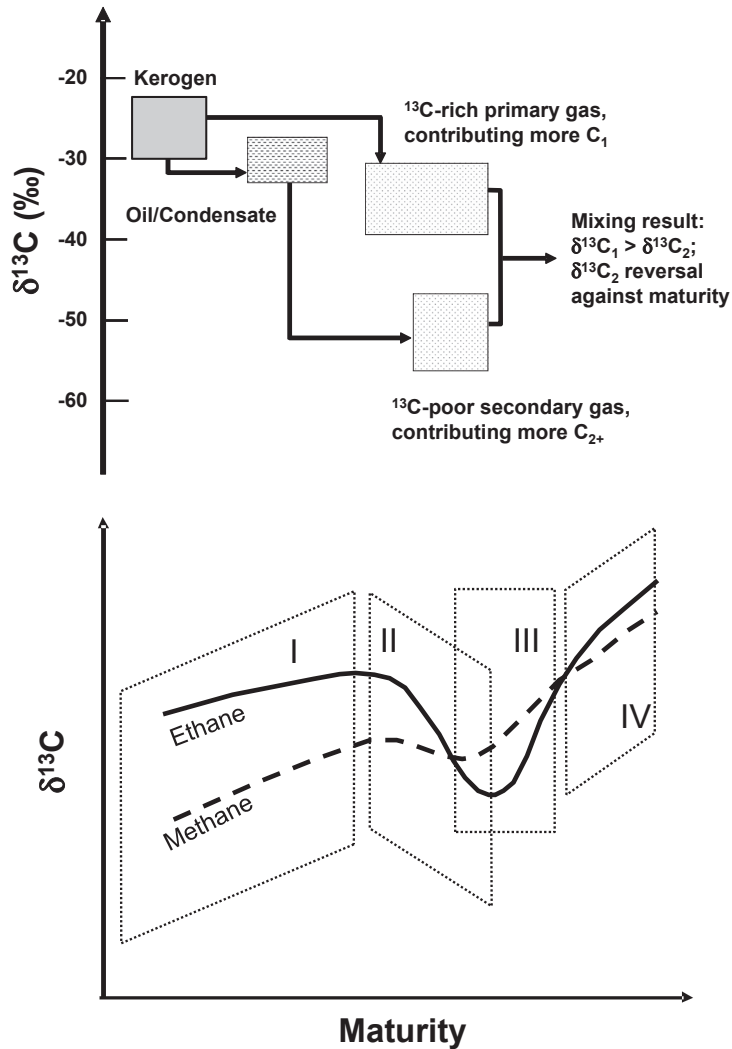 -20
-30
-40
-50
-60
δ¹³C (‰)
Kerogen
Oil/Condensate
¹³C-rich primary gas,
contributing more C₁
Mixing result:
δ¹³C₁ > δ¹³C₂;
δ¹³C₂ reversal
against maturity
¹³C-poor secondary gas,
contributing more C₂₊
I
II
III
IV
Ethane
Methane
δ¹³C
Maturity